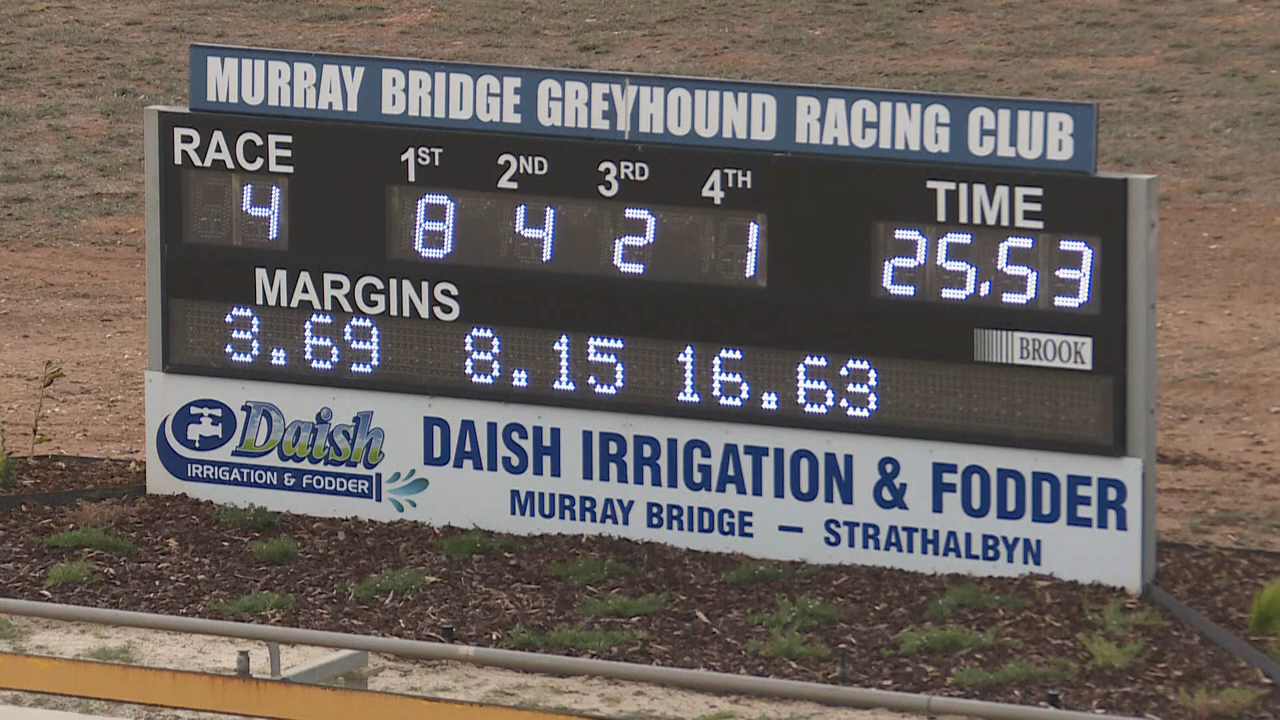 MURRAY BRIDGE GREYHOUND RACING CLUB
RACE 1ST 2ND 3RD 4TH TIME
4 8 4 2 1 25.53
MARGINS
3.69 8.15 16.63
BROOK
Daish
IRRIGATION & FODDER
DAISH IRRIGATION & FODDER
MURRAY BRIDGE – STRATHALBYN